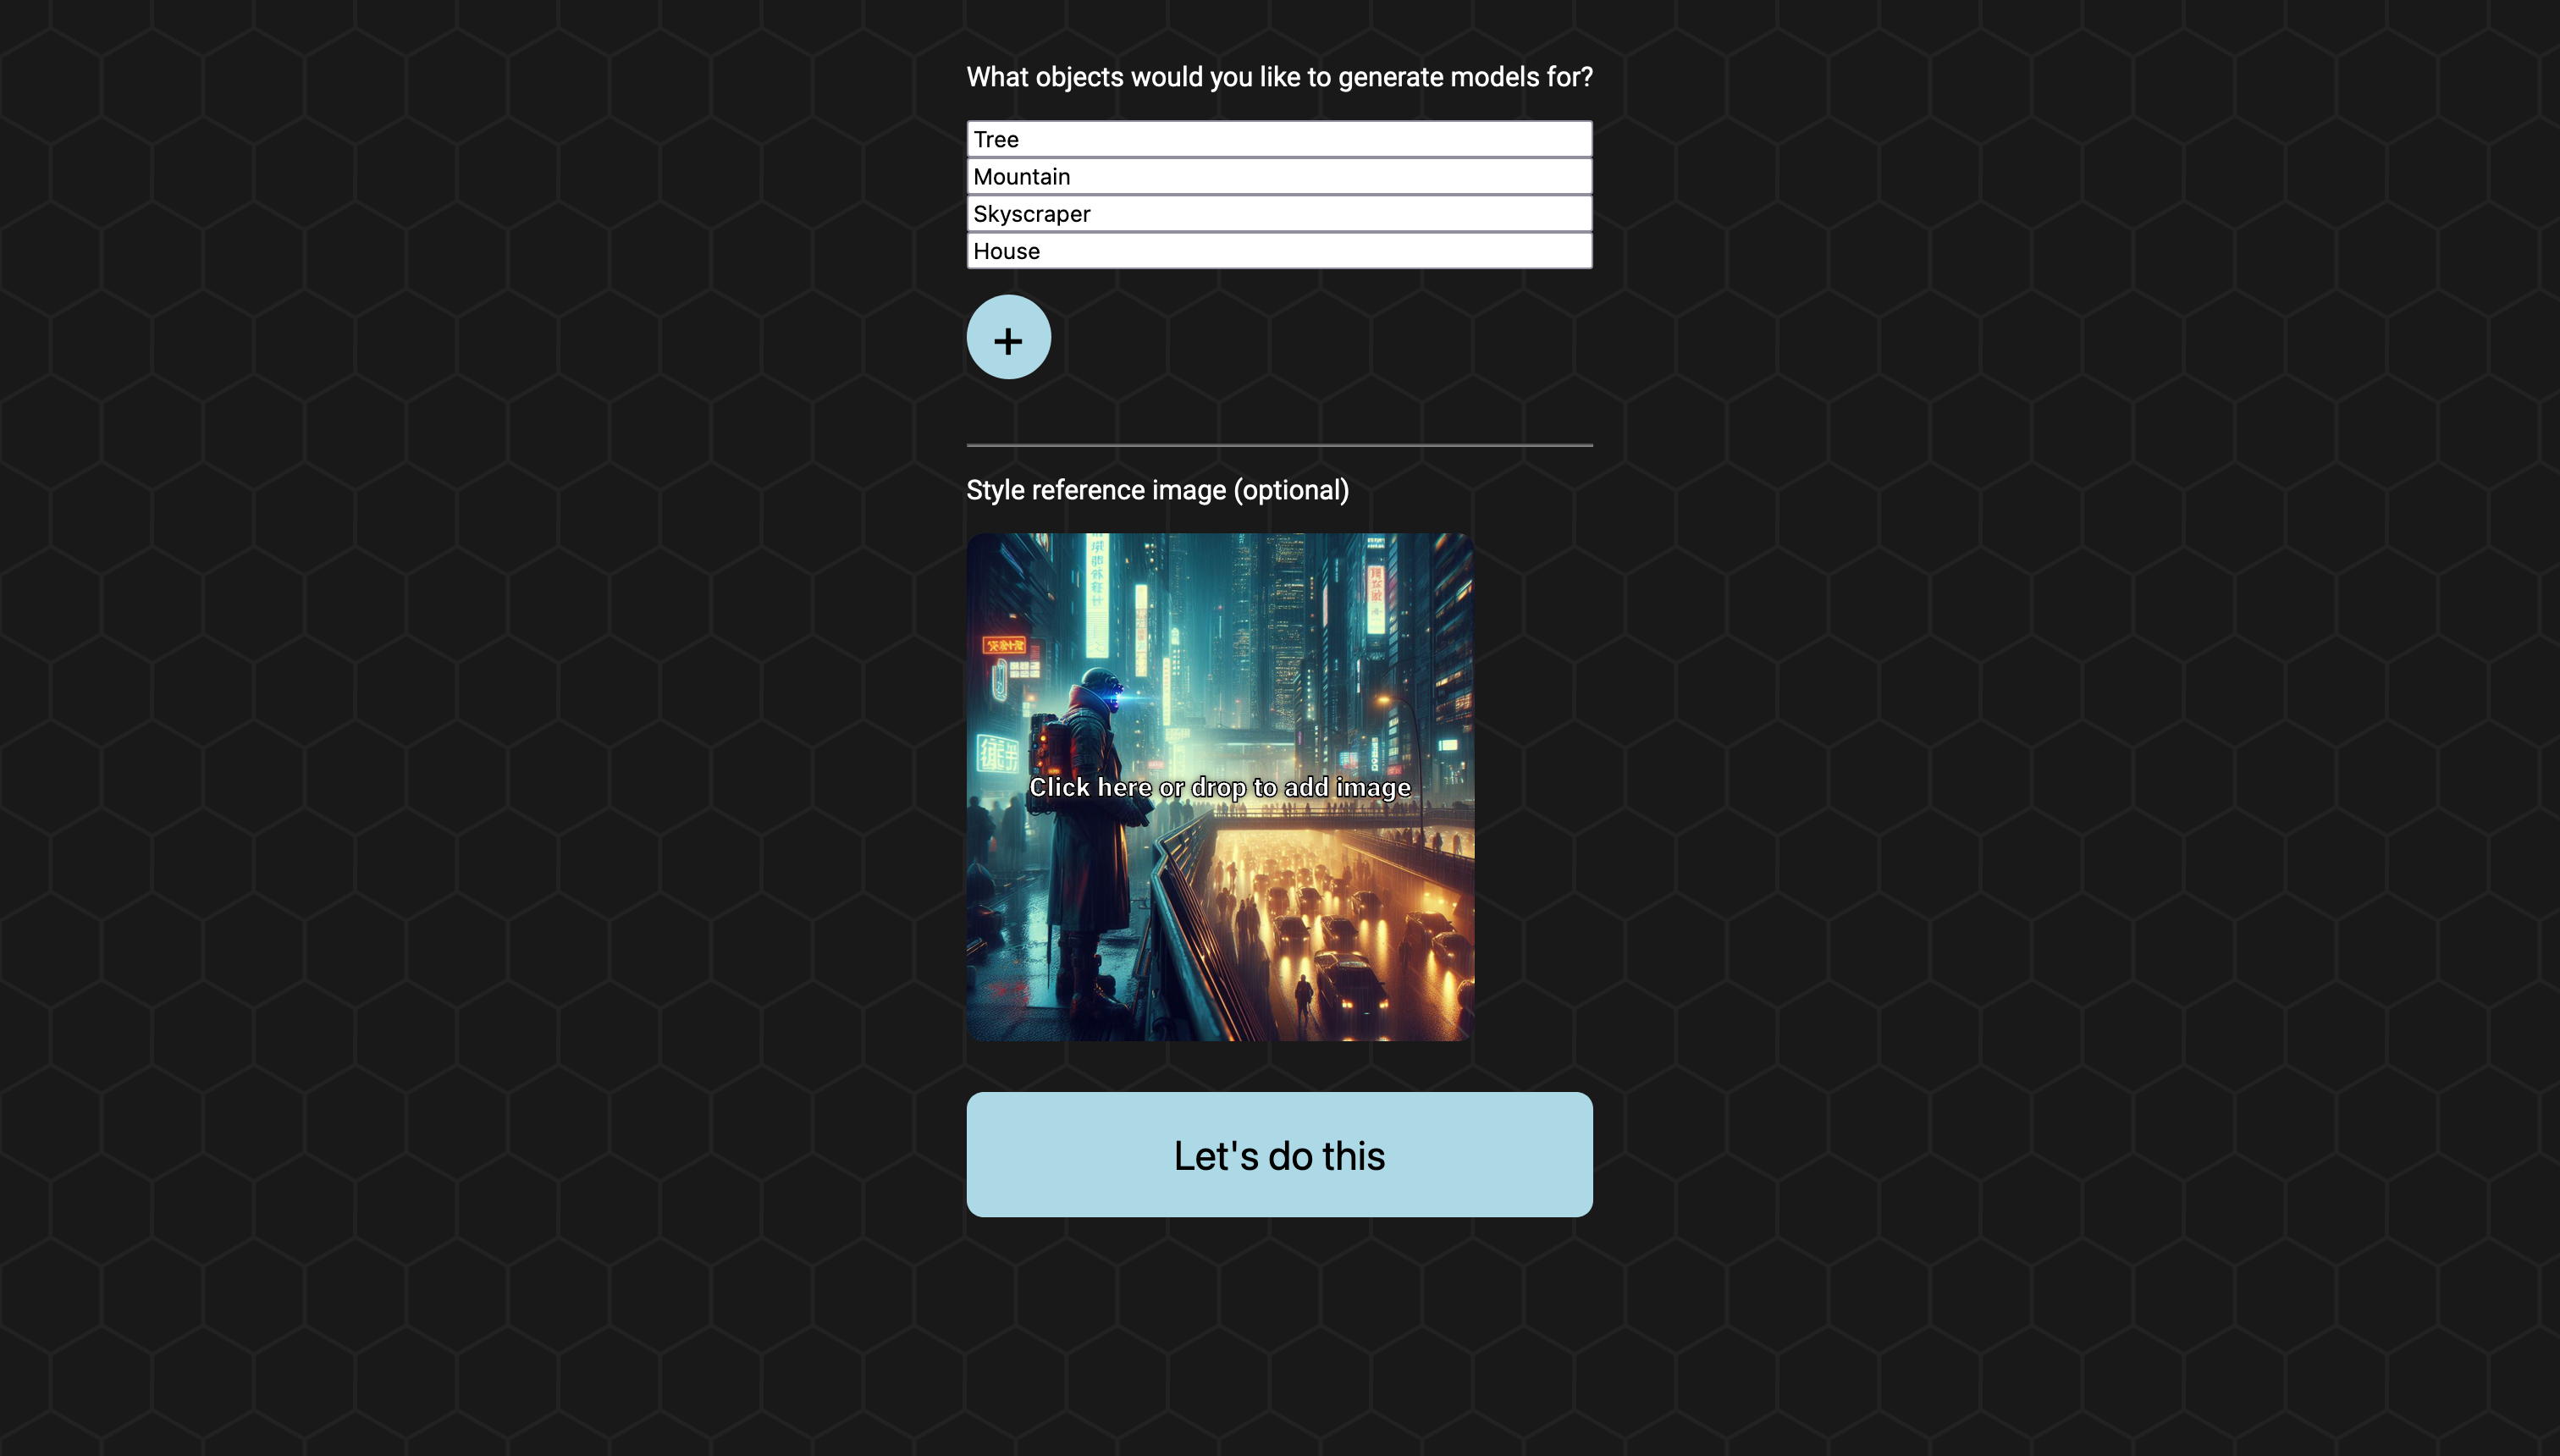 What objects would you like to generate models for?
Tree
Mountain
Skyscraper
House
+
Style reference image (optional)
Click here or drop to add image
Let's do this